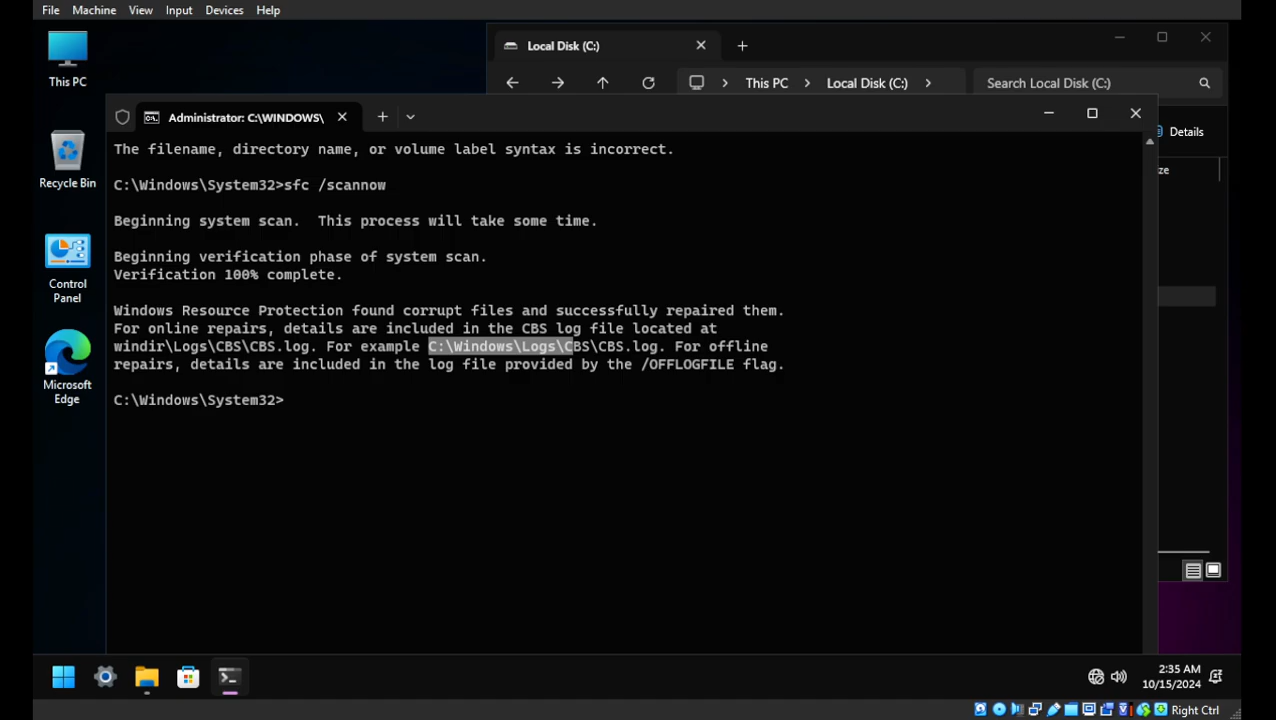 File Machine View Input Devices Help
This PC
Recycle Bin
Control
Panel
Microsoft
Edge
Local Disk (C:)
This PC Local Disk (C:) Search Local Disk (C:)
Details
ze
Administrator: C:\WINDOWS\
The filename, directory name, or volume label syntax is incorrect.
C:\Windows\System32>sfc /scannow
Beginning system scan. This process will take some time.
Beginning verification phase of system scan.
Verification 100% complete.
Windows Resource Protection found corrupt files and successfully repaired them.
For online repairs, details are included in the CBS log file located at
windir\Logs\CBS\CBS.log. For example C:\Windows\Logs\CBS\CBS.log. For offline
repairs, details are included in the log file provided by the /OFFLOGFILE flag.
C:\Windows\System32>
2:35 AM
10/15/2024
Right Ctrl